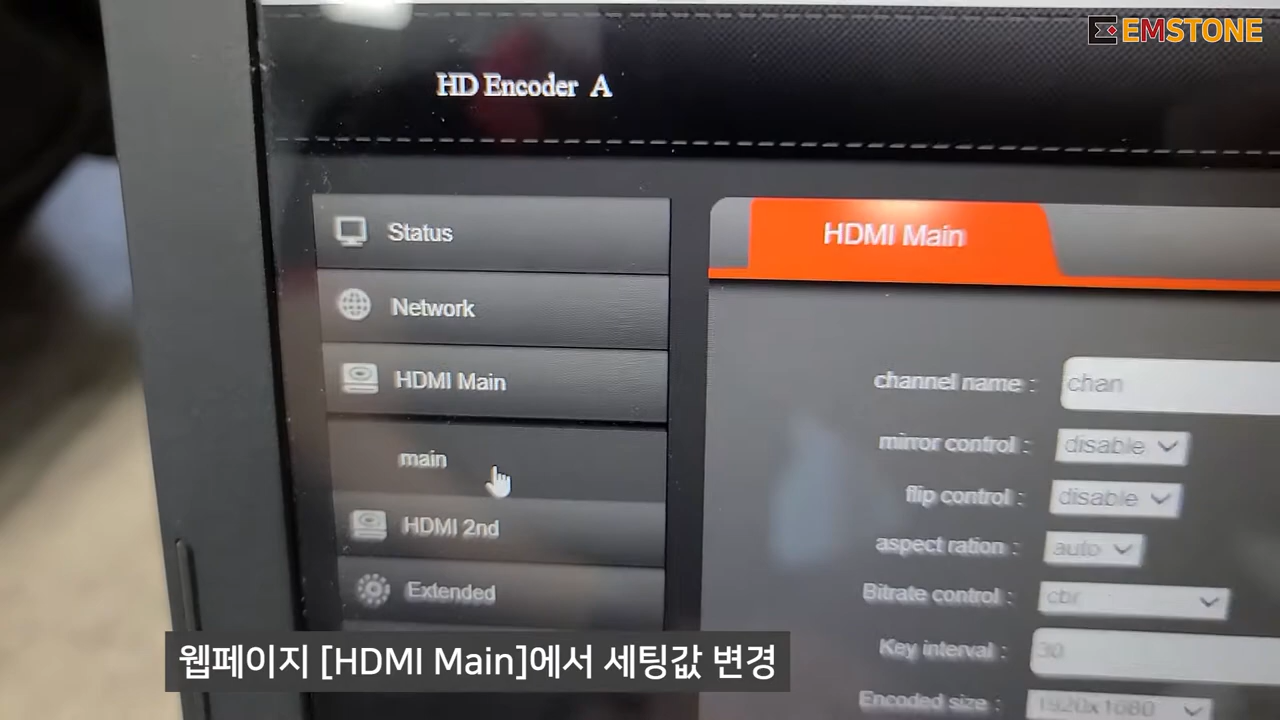 EMSTONE
HD Encoder A
Status
Network
HDMI Main
main
HDMI 2nd
Extended
HDMI Main
channel name : chan
mirror control : disable
flip control : disable
aspect ration : auto
Bitrate control : cbr
Key interval : 30
Encoded size : 1920x1080
웹페이지 [HDMI Main]에서 세팅값 변경